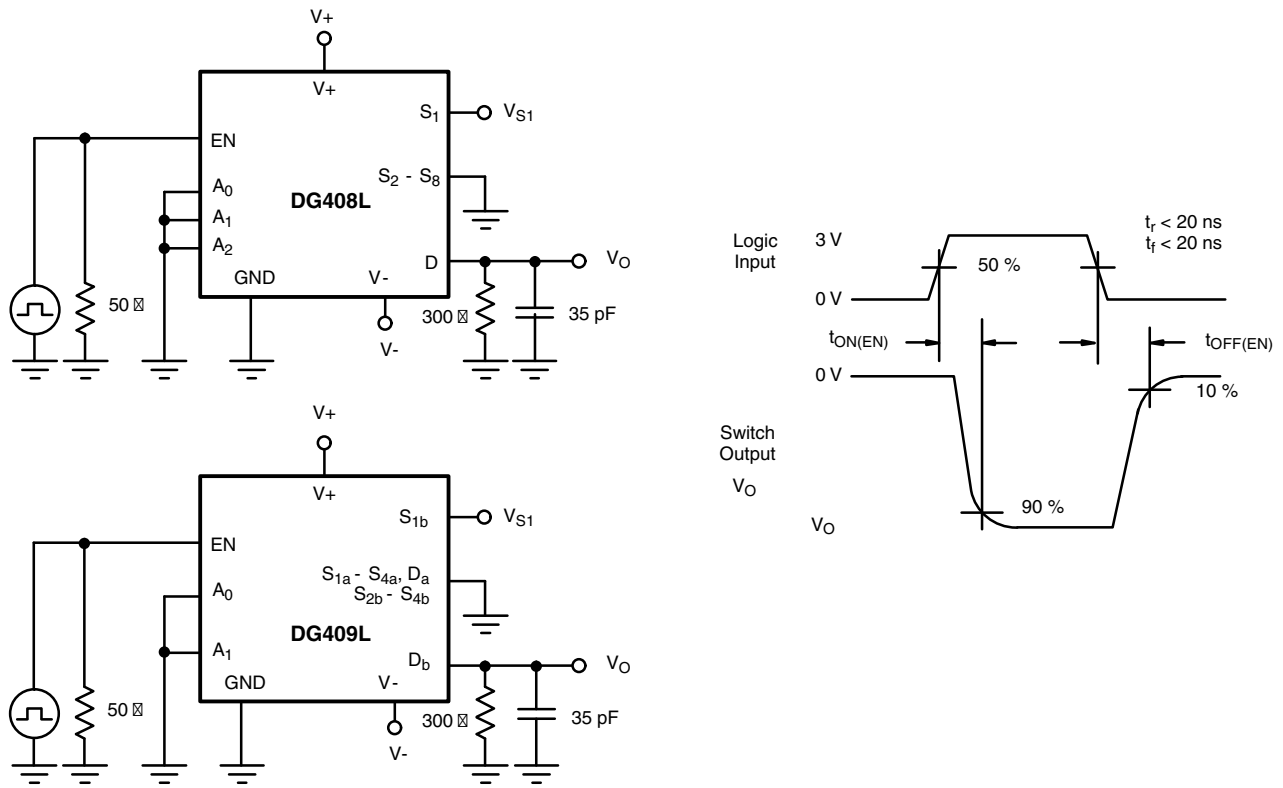 V+
V+
S1
VS1
EN
S2 - S8
A0
DG408L
A1
A2
D
VO
GND
V-
50
300
35 pF
V-
V+
V+
S1b
VS1
EN
S1a - S4a, Da
S2b - S4b
A0
DG409L
A1
Db
VO
GND
V-
50
300
35 pF
V-
Logic
Input
3 V
tr < 20 ns
tf < 20 ns
50 %
0 V
tON(EN)
tOFF(EN)
0 V
10 %
Switch
Output
VO
90 %
VO